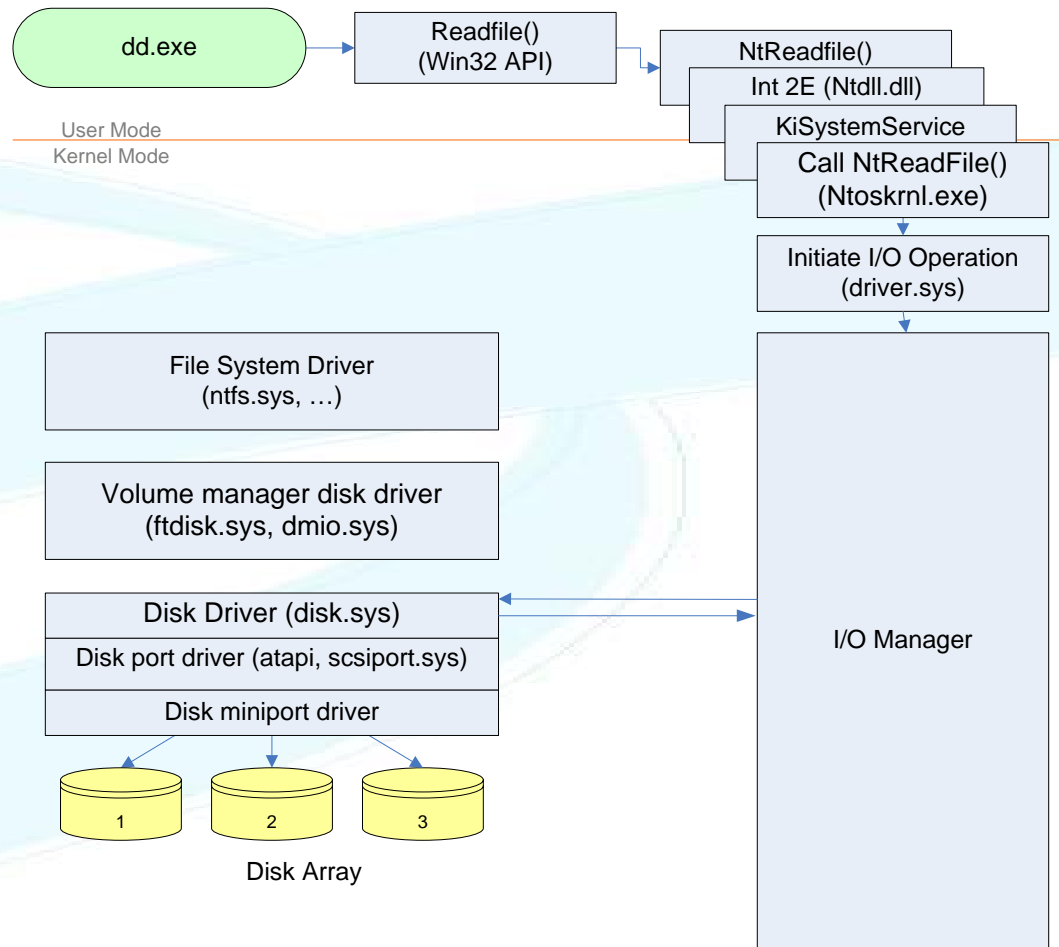 dd.exe
Readfile()
(Win32 API)
NtReadfile()
Int 2E (Ntdll.dll)
KiSystemService
Call NtReadFile()
(Ntoskrnl.exe)
User Mode
Kernel Mode
Initiate I/O Operation
(driver.sys)
File System Driver
(ntfs.sys, …)
Volume manager disk driver
(ftdisk.sys, dmio.sys)
Disk Driver (disk.sys)
Disk port driver (atapi, scsiport.sys)
Disk miniport driver
I/O Manager
1
2
3
Disk Array